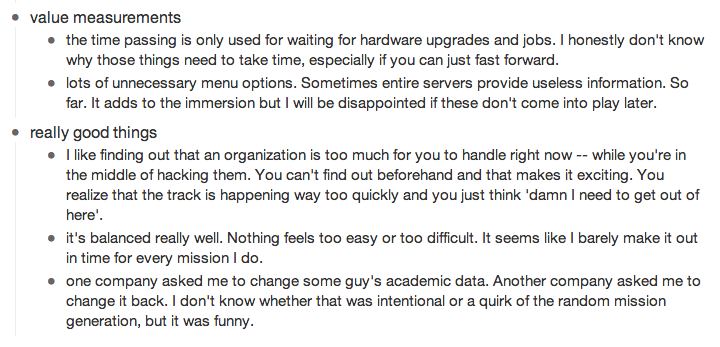 value measurements
the time passing is only used for waiting for hardware upgrades and jobs. I honestly don't know
why those things need to take time, especially if you can just fast forward.
lots of unnecessary menu options. Sometimes entire servers provide useless information. So
far. It adds to the immersion but I will be disappointed if these don't come into play later.
really good things
I like finding out that an organization is too much for you to handle right now -- while you're in
the middle of hacking them. You can't find out beforehand and that makes it exciting. You
realize that the track is happening way too quickly and you just think 'damn I need to get out of
here'.
it's balanced really well. Nothing feels too easy or too difficult. It seems like I barely make it out
in time for every mission I do.
one company asked me to change some guy's academic data. Another company asked me to
change it back. I don't know whether that was intentional or a quirk of the random mission
generation, but it was funny.